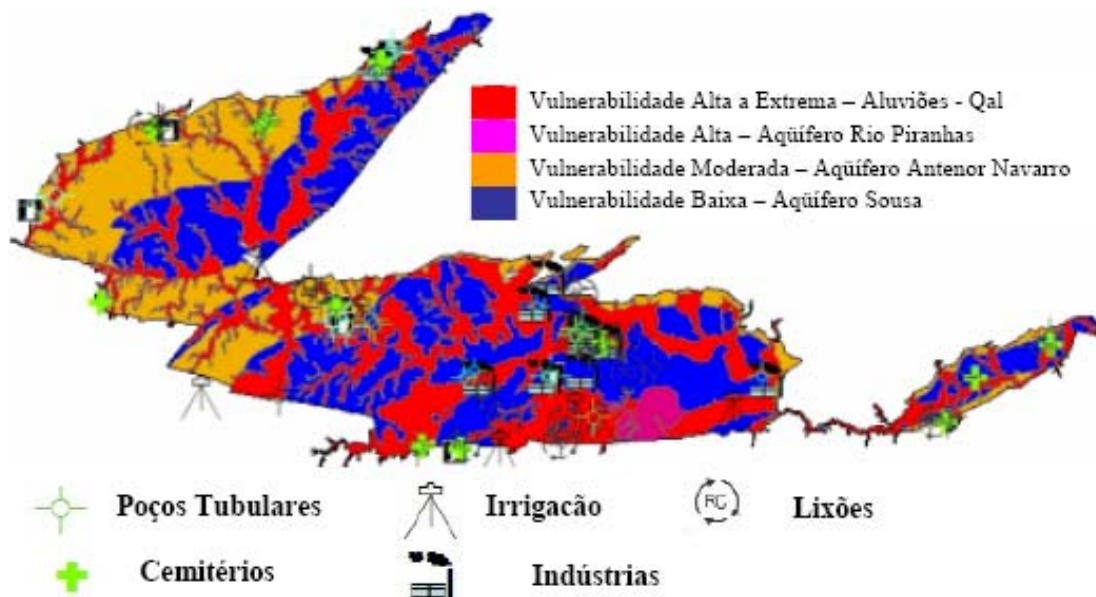 Vulnerabilidade Alta a Extrema – Aluviões - Qal
Vulnerabilidade Alta – Aqüífero Rio Piranhas
Vulnerabilidade Moderada – Aqüífero Antenor Navarro
Vulnerabilidade Baixa – Aqüífero Sousa
Poços Tubulares
Irrigacão
RC
Lixões
Cemitérios
Indústrias